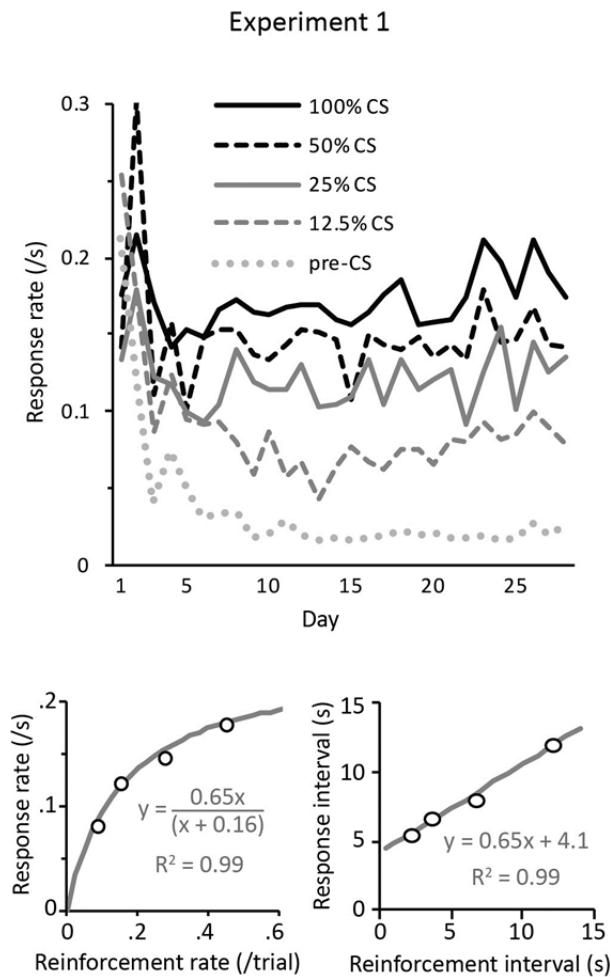 Experiment 1
0.3
0.2
0.1
0
Response rate (/s)
100% CS
50% CS
25% CS
12.5% CS
pre-CS
1
5
10
15
20
25
Day
.2
.1
0
Response rate (/s)
y = 0.65x
(x + 0.16)
R² = 0.99
0
.2
.4
.6
Reinforcement rate (/trial)
15
10
5
0
Response interval (s)
y = 0.65x + 4.1
R² = 0.99
0
5
10
15
Reinforcement interval (s)